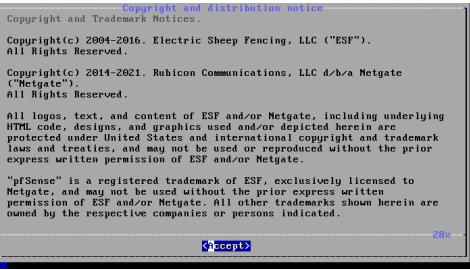 Copyright and distribution notice
Copyright and Trademark Notices.
Copyright(c) 2004-2016. Electric Sheep Fencing, LLC ("ESF").
All Rights Reserved.
Copyright(c) 2014-2021. Rubicon Communications, LLC d/b/a Netgate
("Netgate").
All Rights Reserved.
All logos, text, and content of ESF and/or Netgate, including underlying
HTML code, designs, and graphics used and/or depicted herein are
protected under United States and international copyright and trademark
laws and treaties, and may not be used or reproduced without the prior
express written permission of ESF and/or Netgate.
"pfSense" is a registered trademark of ESF, exclusively licensed to
Netgate, and may not be used without the prior express written
permission of ESF and/or Netgate. All other trademarks shown herein are
owned by the respective companies or persons indicated.
28%
<Accept>